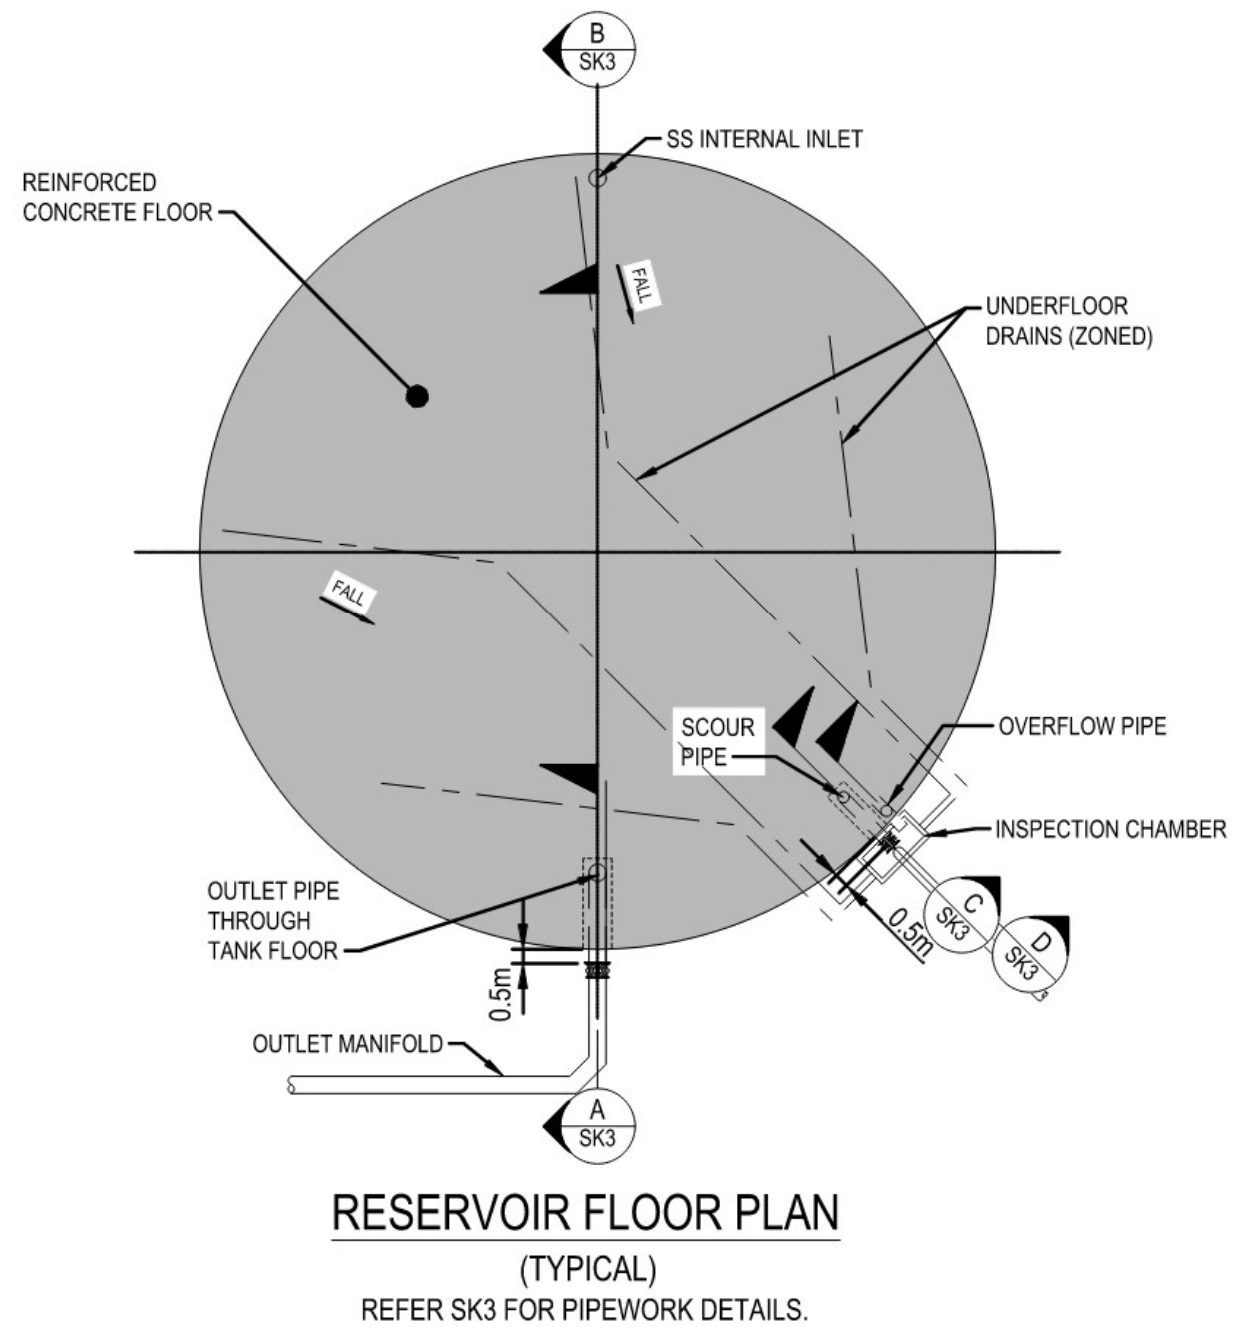 B
SK3
SS INTERNAL INLET
REINFORCED
CONCRETE FLOOR
FALL
UNDERFLOOR
DRAINS (ZONED)
FALL
SCOUR
PIPE
OVERFLOW PIPE
INSPECTION CHAMBER
OUTLET PIPE
THROUGH
TANK FLOOR
0.5m
C
SK3
D
SK3
0.5m
OUTLET MANIFOLD
A
SK3
RESERVOIR FLOOR PLAN
(TYPICAL)
REFER SK3 FOR PIPEWORK DETAILS.